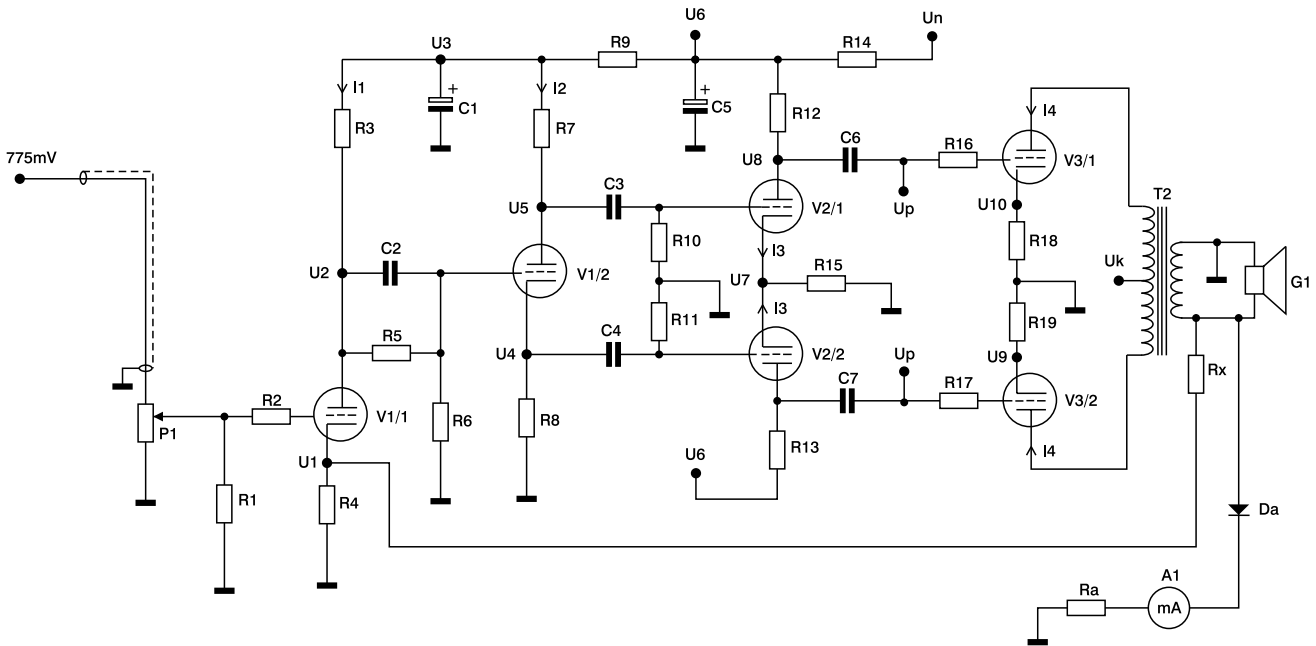 U6
Un
U3
R9
R14
I1
+
C1
I2
+
C5
R3
R7
R12
C6
R16
I4
V3/1
775mV
U8
C3
Up
U10
T2
U5
V2/1
C2
R10
I3
R18
U2
V1/2
U7
R15
Uk
G1
R11
I3
R19
R5
C4
V2/2
U4
Up
U9
Rx
C7
R17
V3/2
R2
P1
V1/1
R6
R8
R13
U6
I4
U1
R1
R4
Da
A1
Ra
mA